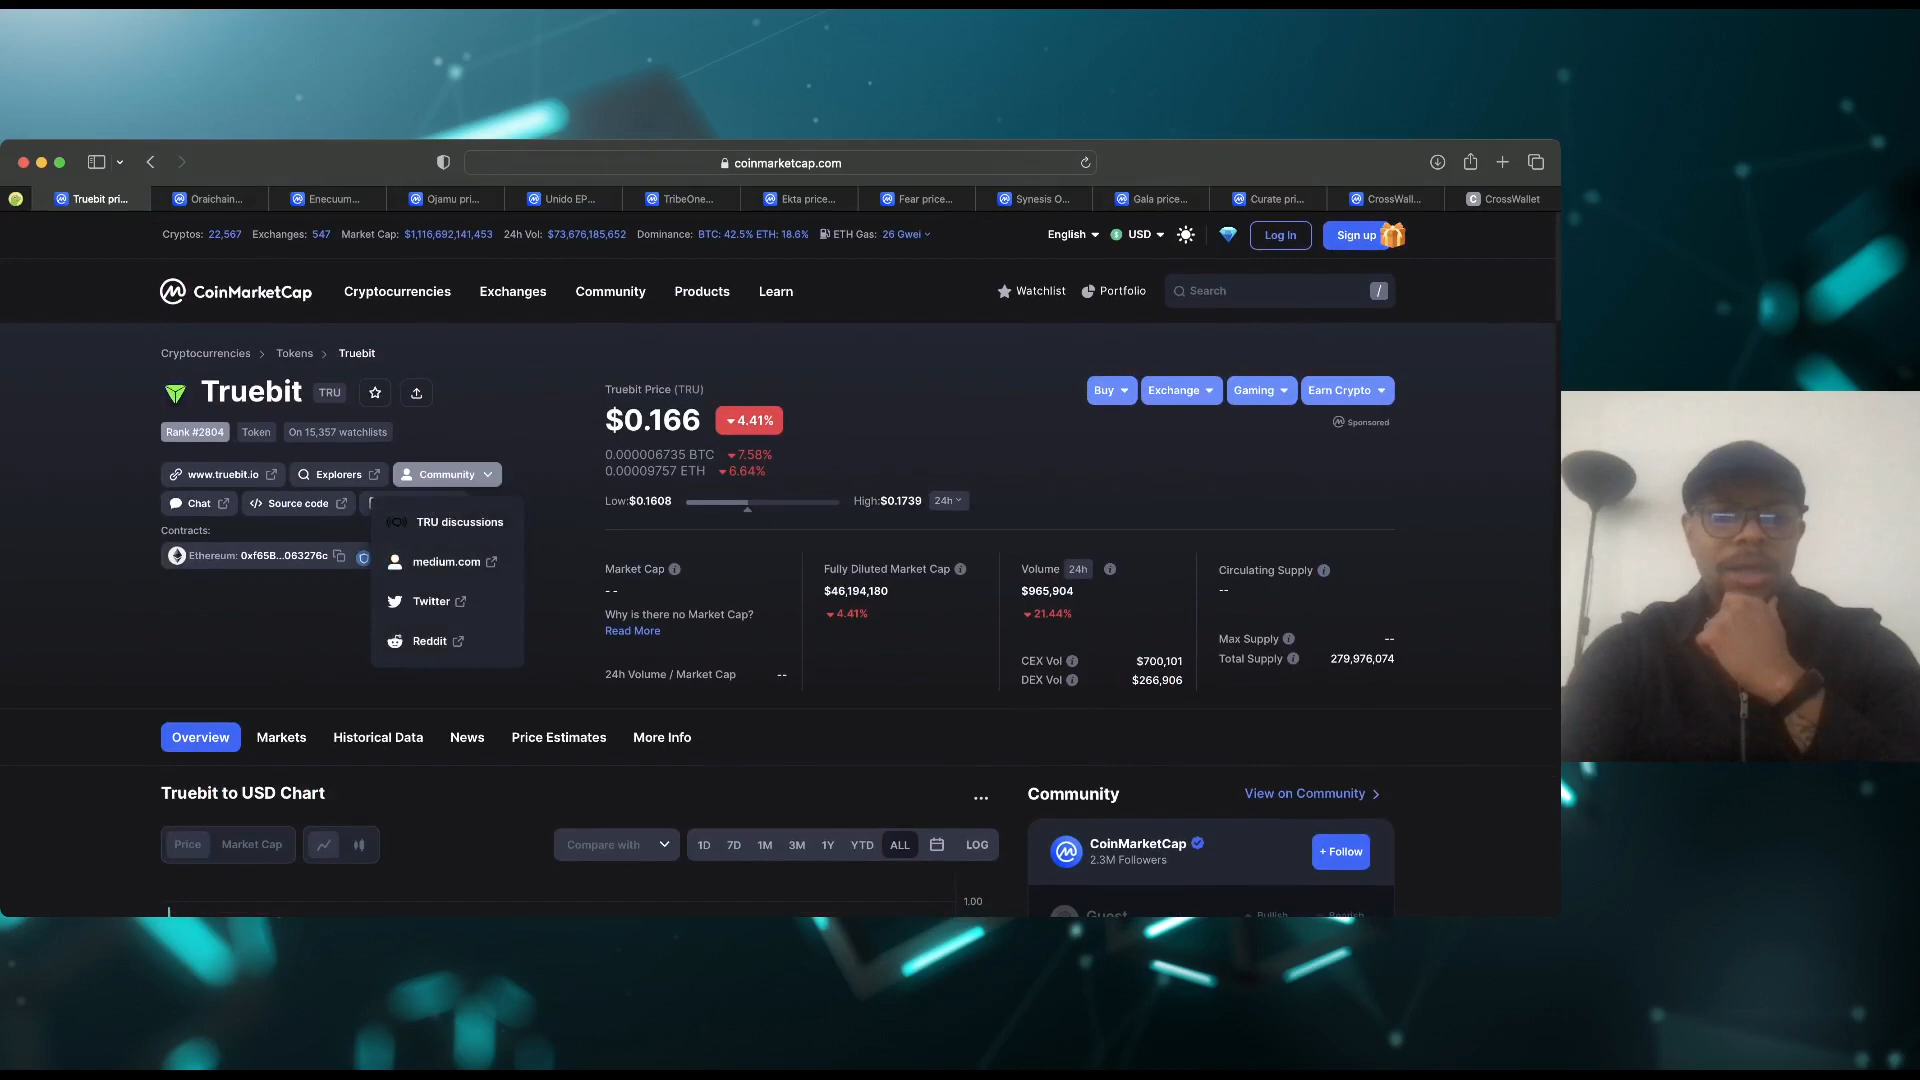 coinmarketcap.com
Truebit pri...
Oraichain...
Enecuum...
Ojamu pri...
Unido EP...
TribeOne...
Ekta price...
Fear price...
Synesis O...
Gala price...
Curate pri...
CrossWall...
C CrossWallet
Cryptos: 22,567 Exchanges: 547 Market Cap: $1,116,692,141,453 24h Vol: $73,676,185,652 Dominance: BTC: 42.5% ETH: 18.6% ETH Gas: 26 Gwei
English
USD
Log In
Sign up
CoinMarketCap
Cryptocurrencies
Exchanges
Community
Products
Learn
Watchlist
Portfolio
Search
/
Cryptocurrencies > Tokens > Truebit
Truebit TRU
Rank #2804 Token On 15,357 watchlists
www.truebit.io Explorers Community
Chat Source code
TRU discussions
medium.com
Twitter
Reddit
Contracts:
Ethereum: 0xf65B...063276c
Truebit Price (TRU)
$0.166 4.41%
0.000006735 BTC 7.58%
0.00009757 ETH 6.64%
Low:$0.1608 High:$0.1739 24h
Buy
Exchange
Gaming
Earn Crypto
Sponsored
Market Cap
- -
Why is there no Market Cap?
Read More
24h Volume / Market Cap --
Fully Diluted Market Cap
$46,194,180
4.41%
Volume 24h
$965,904
21.44%
CEX Vol $700,101
DEX Vol $266,906
Circulating Supply
--
Max Supply --
Total Supply 279,976,074
Overview
Markets
Historical Data
News
Price Estimates
More Info
Truebit to USD Chart
...
Price Market Cap
Compare with
1D 7D 1M 3M 1Y YTD ALL LOG
1.00
Community
View on Community >
CoinMarketCap
2.3M Followers
+ Follow
Guest
Bullish
Bearish